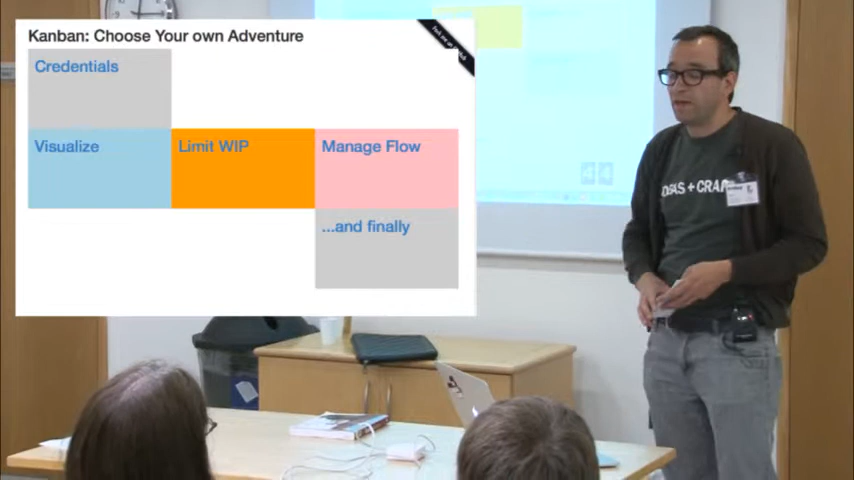 Kanban: Choose Your own Adventure
Credentials
Visualize
Limit WIP
Manage Flow
...and finally